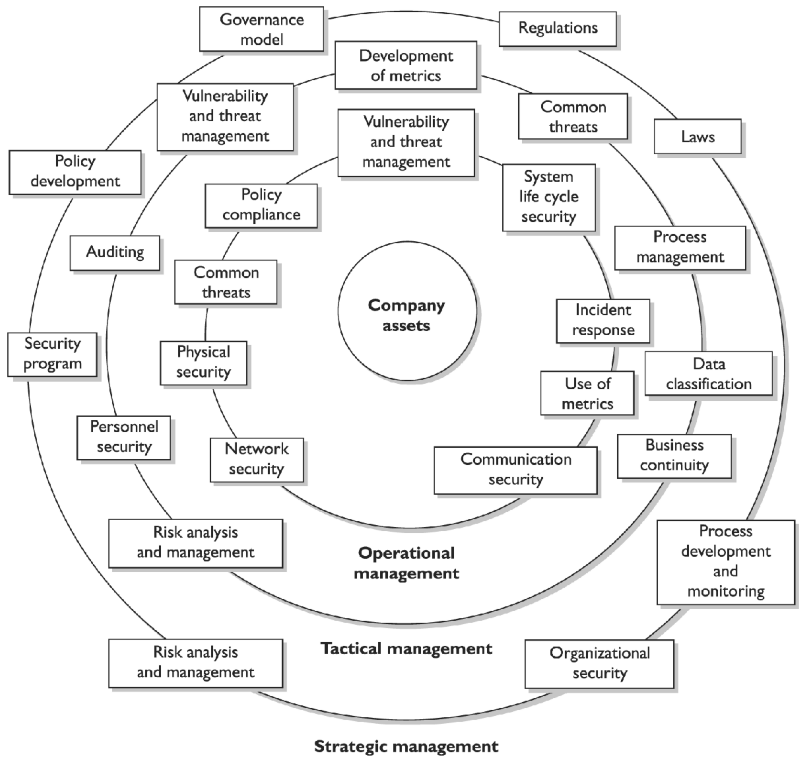 Governance
model
Regulations
Development
of metrics
Vulnerability
and threat
management
Common
threats
Vulnerability
and threat
management
Laws
Policy
development
System
life cycle
security
Policy
compliance
Auditing
Process
management
Common
threats
Company
assets
Incident
response
Security
program
Physical
security
Data
classification
Use of
metrics
Personnel
security
Network
security
Communication
security
Business
continuity
Risk analysis
and management
Process
development
and
monitoring
Operational
management
Tactical management
Risk analysis
and management
Organizational
security
Strategic management